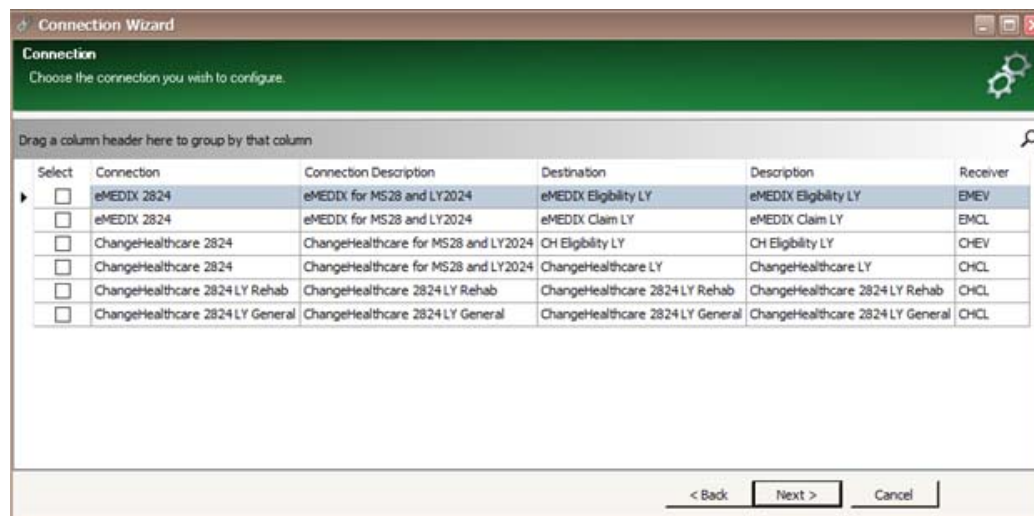 Connection Wizard
Connection
Choose the connection you wish to configure.
Drag a column header here to group by that column
Select Connection Connection Description Destination Description Receiver
eMEDIX 2824 eMEDIX for MS28 and LY2024 eMEDIX Eligibility LY eMEDIX Eligibility LY EMEV
eMEDIX 2824 eMEDIX for MS28 and LY2024 eMEDIX Claim LY eMEDIX Claim LY EMCL
ChangeHealthcare 2824 ChangeHealthcare for MS28 and LY2024 CH Eligibility LY CH Eligibility LY CHEV
ChangeHealthcare 2824 ChangeHealthcare for MS28 and LY2024 ChangeHealthcare LY ChangeHealthcare LY CHCL
ChangeHealthcare 2824 LY Rehab ChangeHealthcare 2824 LY Rehab ChangeHealthcare 2824 LY Rehab ChangeHealthcare 2824 LY Rehab CHCL
ChangeHealthcare 2824 LY General ChangeHealthcare 2824 LY General ChangeHealthcare 2824 LY General ChangeHealthcare 2824 LY General CHCL
< Back Next > Cancel